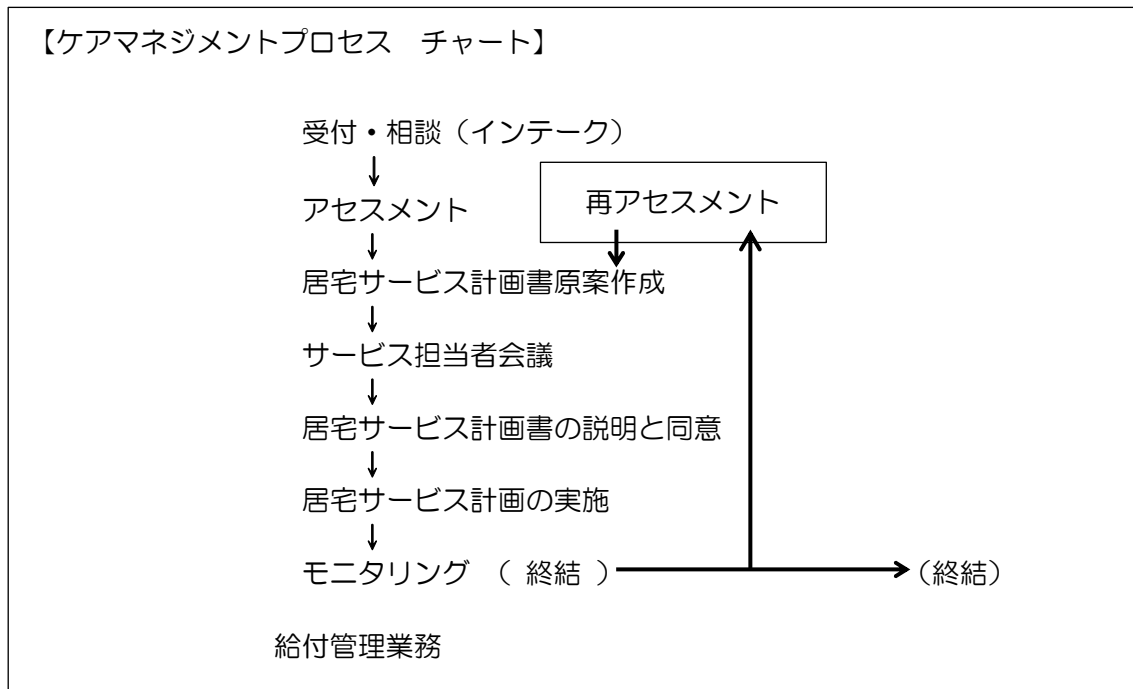 【ケアマネジメントプロセス　チャート】
受付・相談（インテーク）
アセスメント
再アセスメント
居宅サービス計画書原案作成
サービス担当者会議
居宅サービス計画書の説明と同意
居宅サービス計画の実施
モニタリング　（ 終結 ）
（終結）
給付管理業務